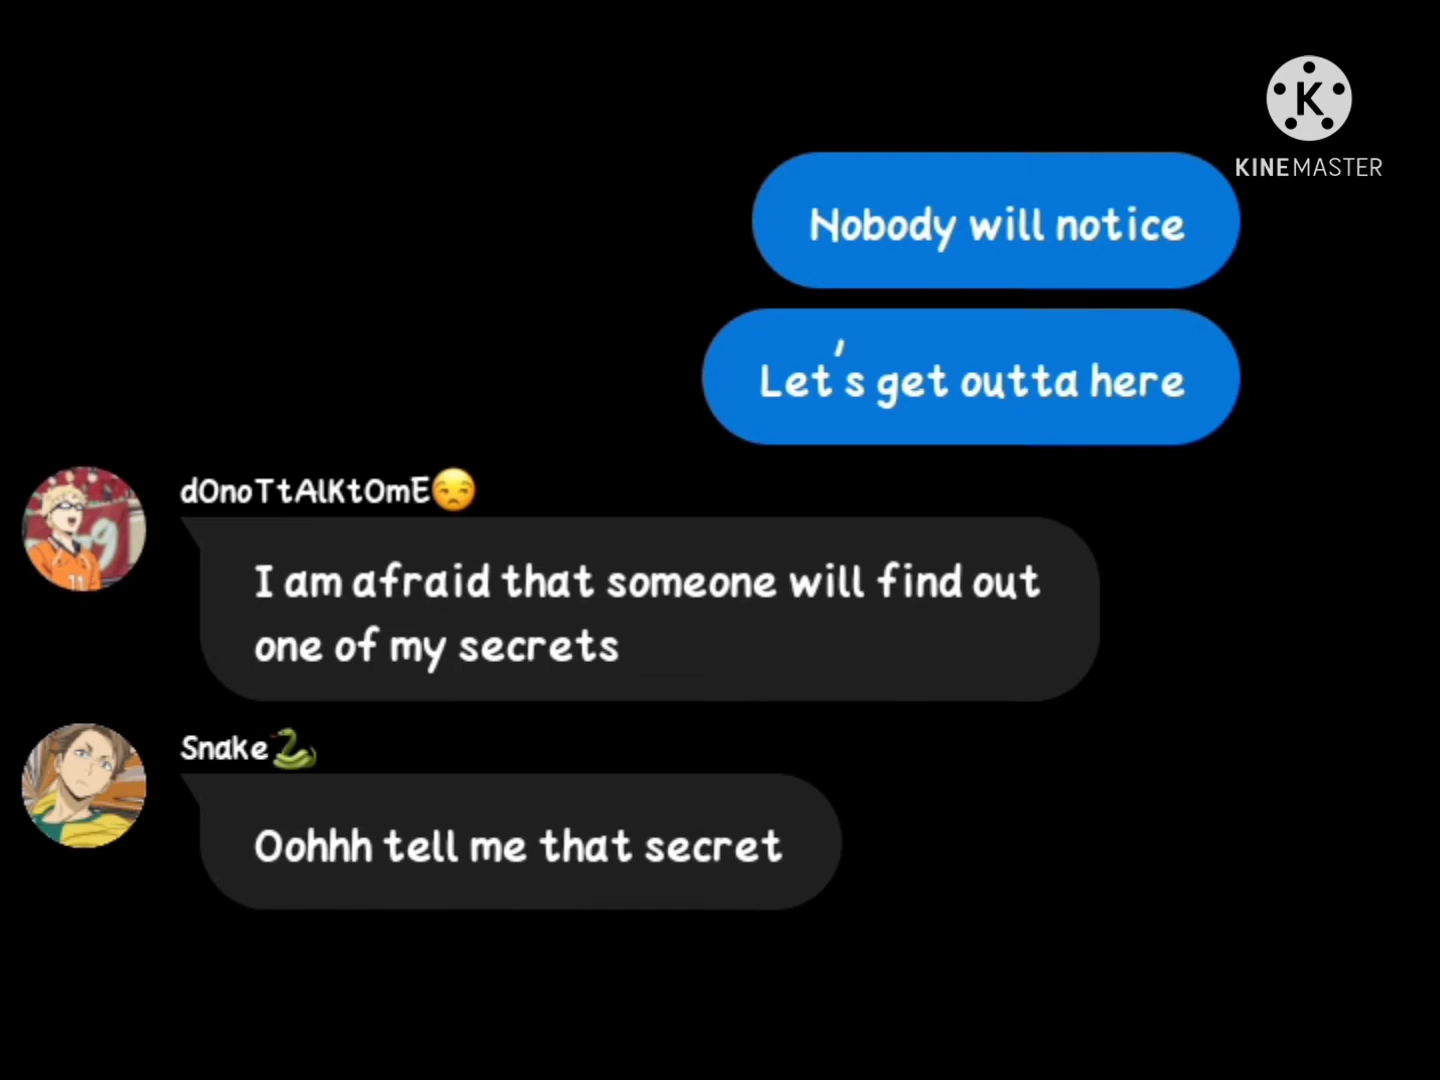 K
KINEMASTER
Nobody will notice
Let's get outta here
dOnoTtAlKtOmE😒
I am afraid that someone will find out
one of my secrets
Snake🐍
Oohhh tell me that secret